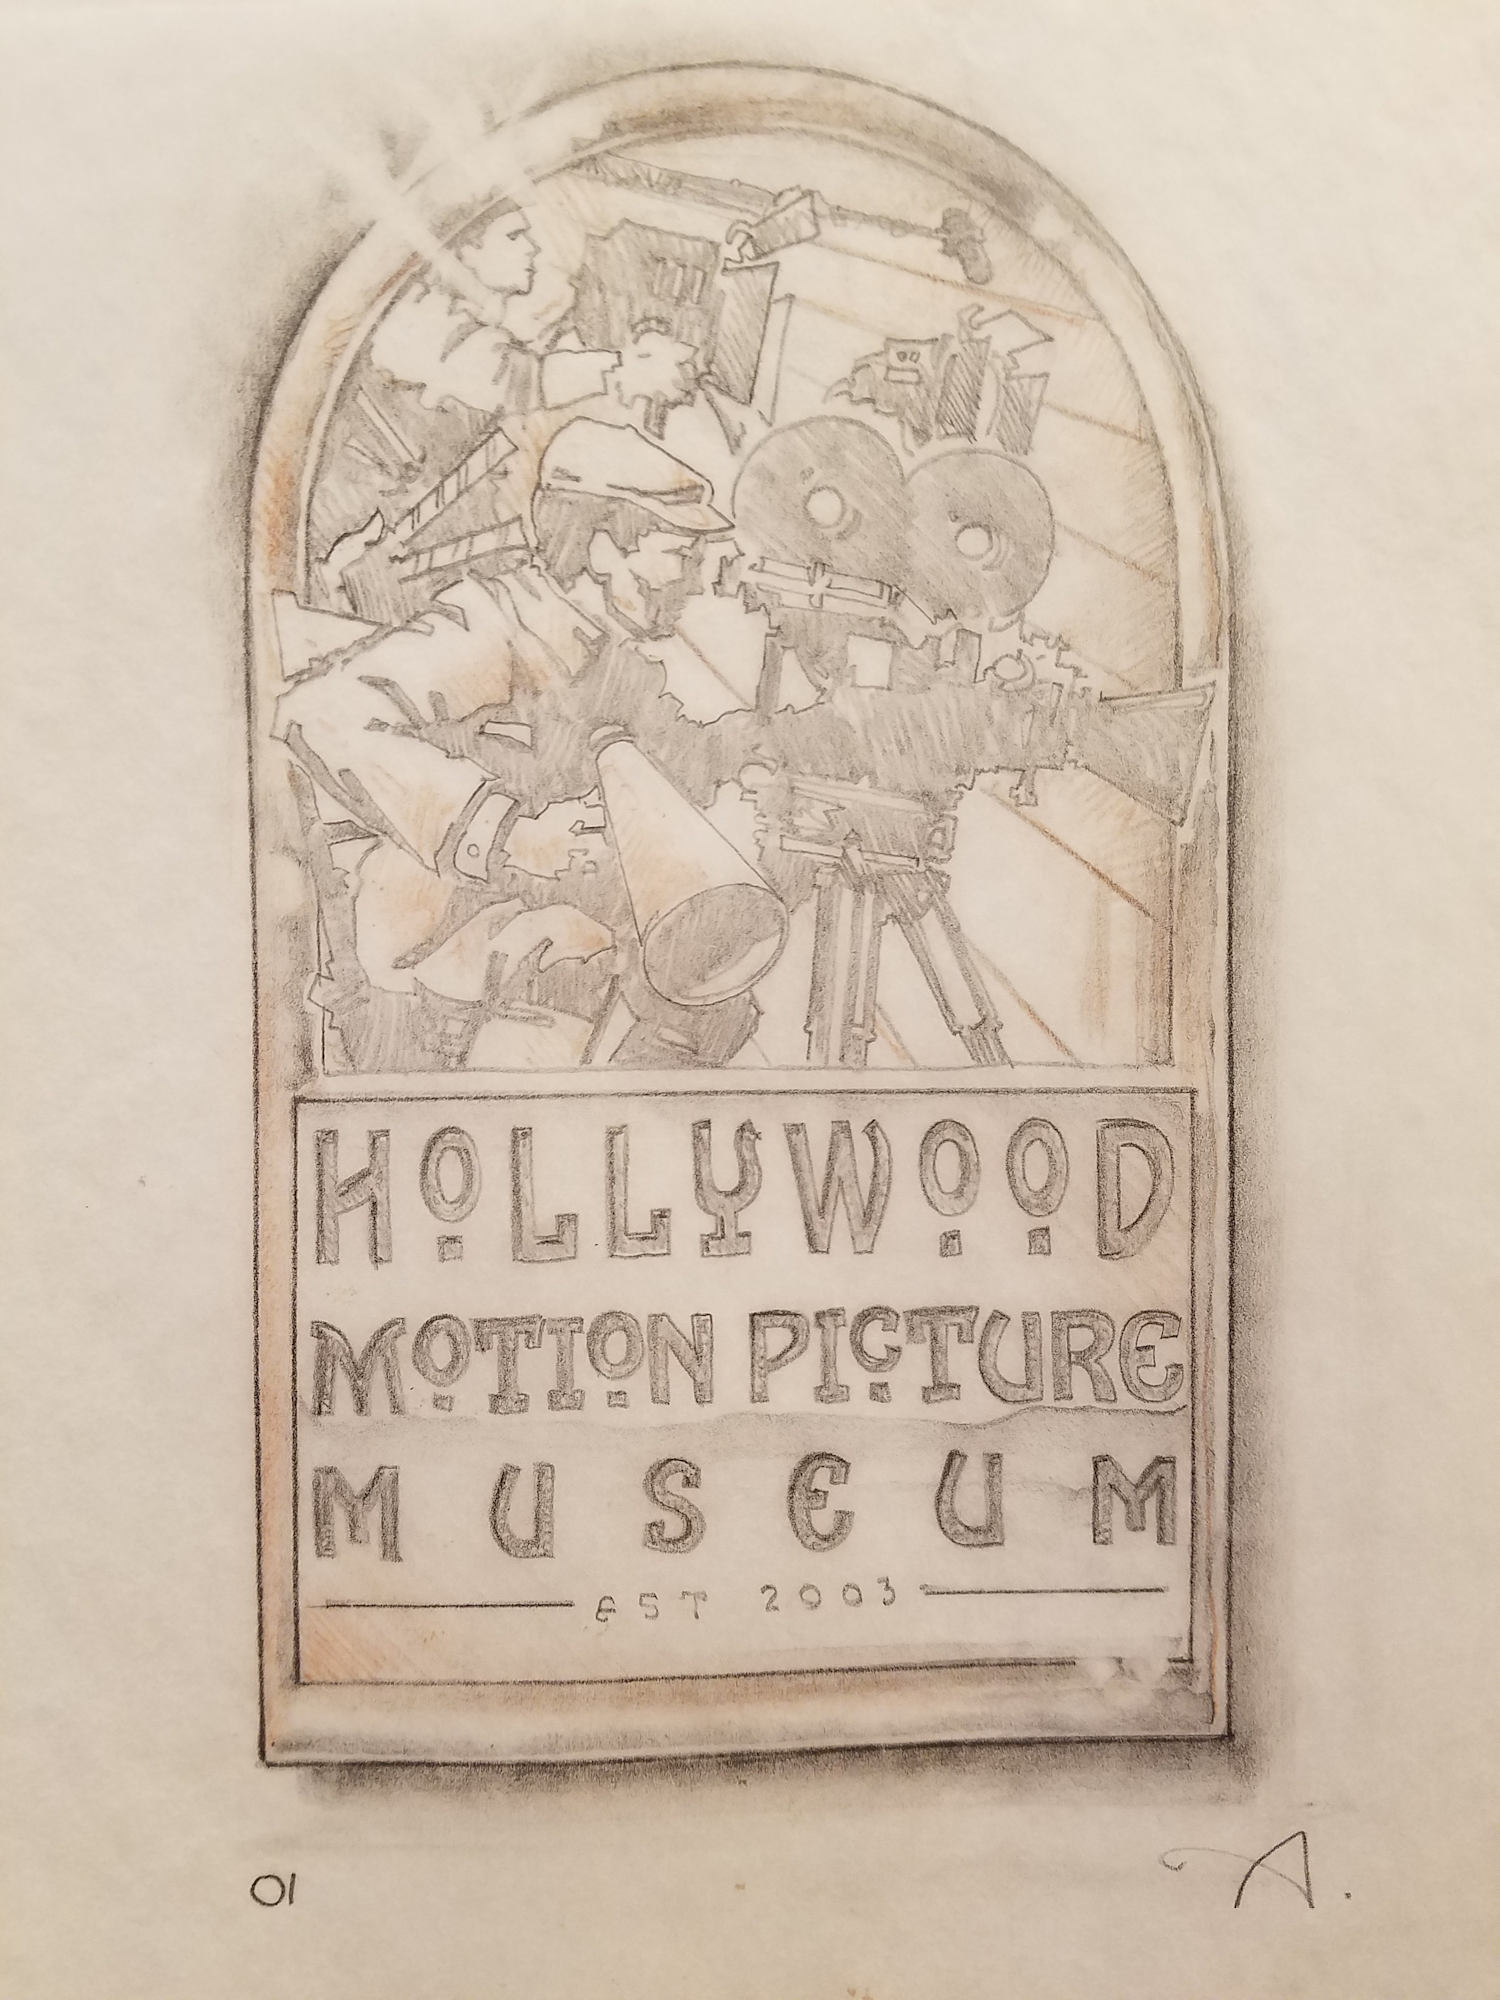 HOLLYWOOD
MOTION PICTURE
MUSEUM
EST 2003
01
A.